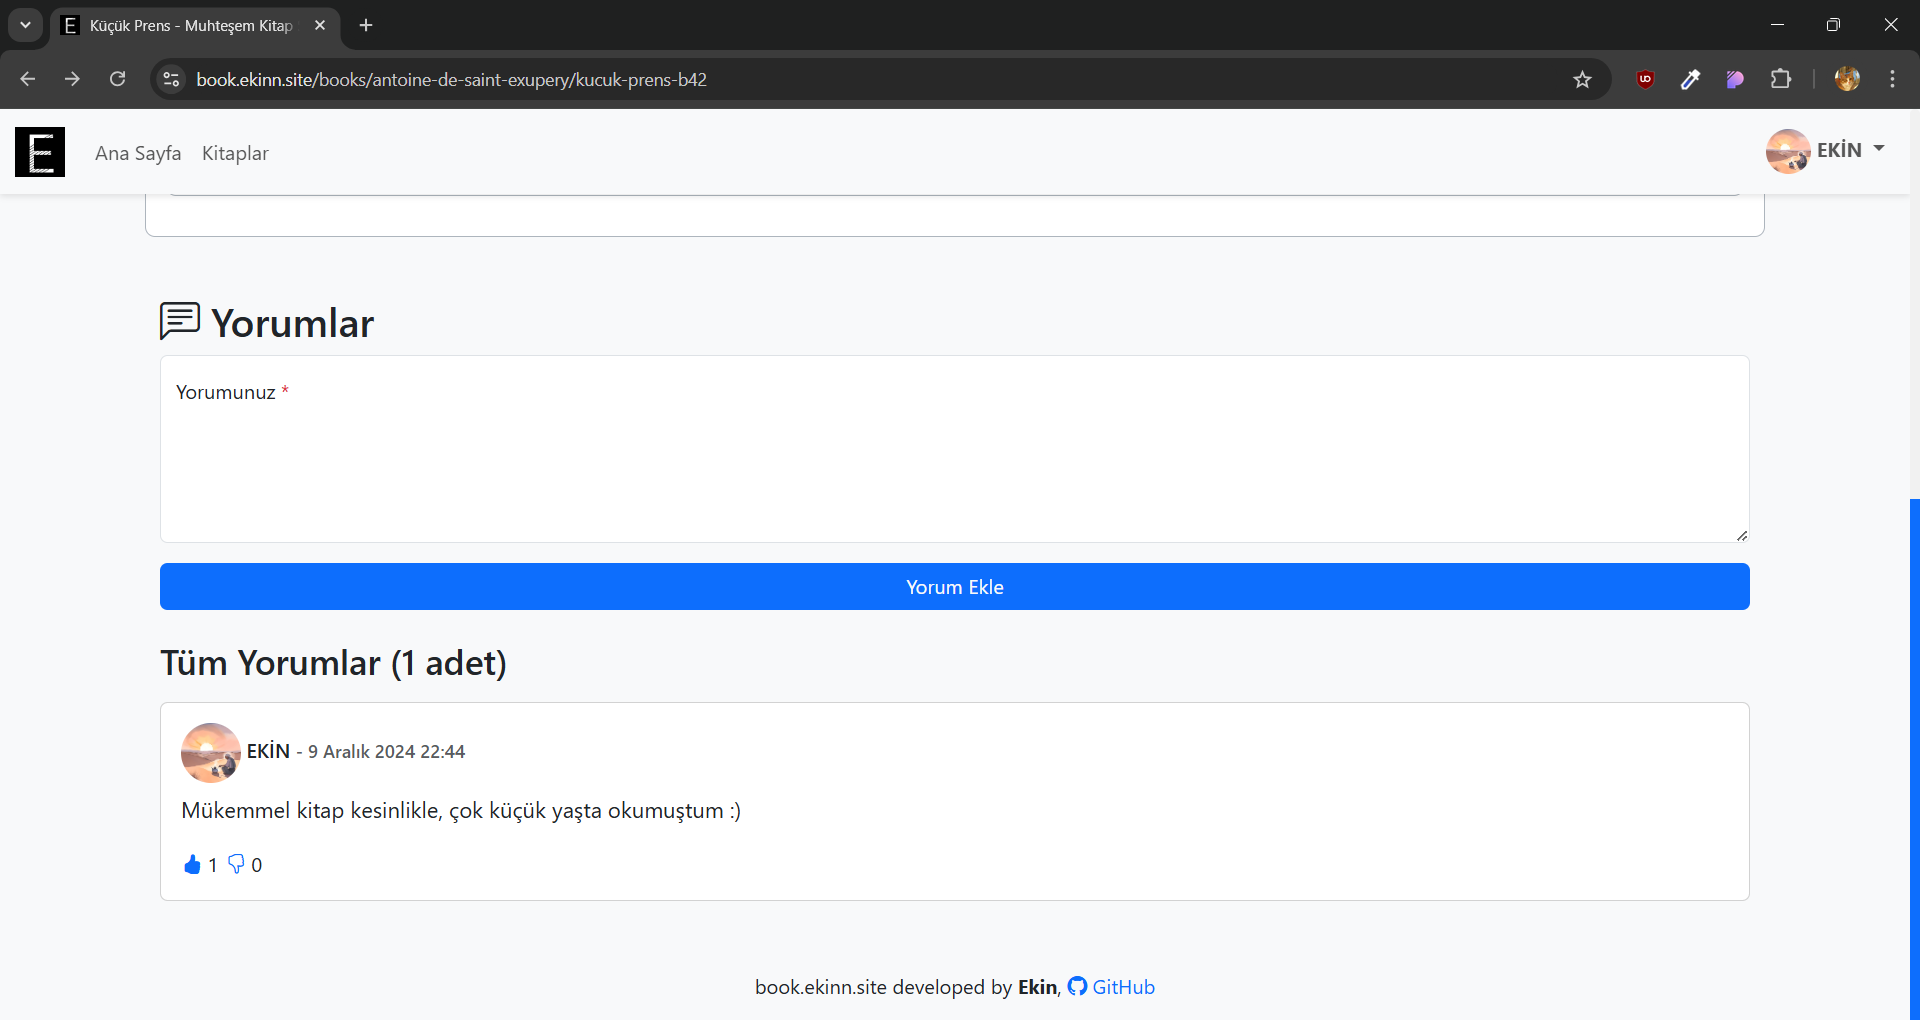 Küçük Prens - Muhteşem Kitap
book.ekinn.site/books/antoine-de-saint-exupery/kucuk-prens-b42
E Ana Sayfa Kitaplar EKİN
Yorumlar
Yorumunuz *
Yorum Ekle
Tüm Yorumlar (1 adet)
EKİN - 9 Aralık 2024 22:44
Mükemmel kitap kesinlikle, çok küçük yaşta okumuştum :)
1 0
book.ekinn.site developed by Ekin, GitHub